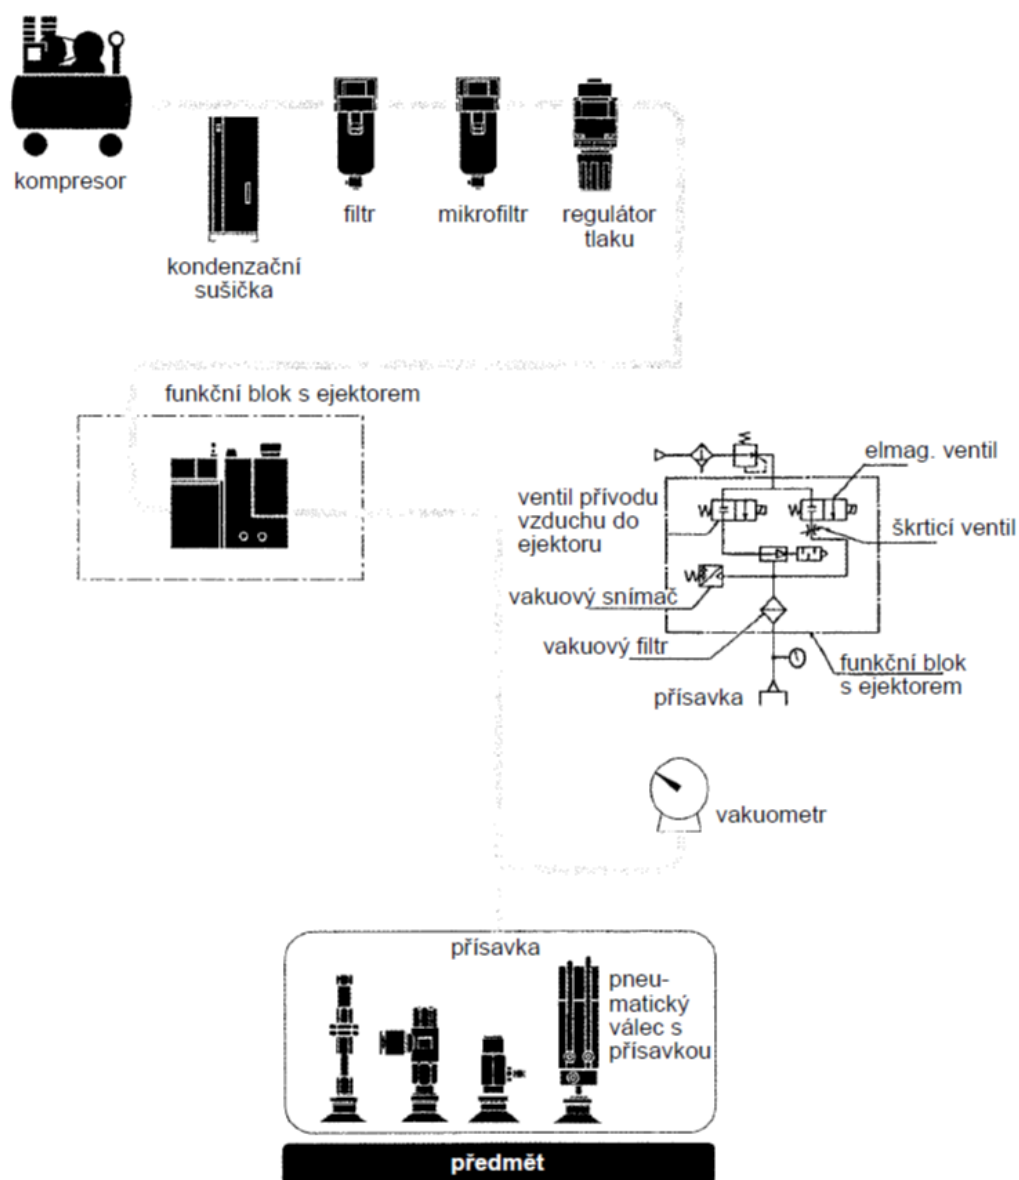 kompresor
kondenzační
sušička
filtr
mikrofiltr
regulátor
tlaku
funkční blok s ejektorem
elmag. ventil
ventil přívodu
vzduchu do
ejektoru
škrticí ventil
vakuový snímač
vakuový filtr
funkční blok
s ejektorem
přísavka
vakuometr
přísavka
pneu-
matický
válec s
přísavkou
předmět